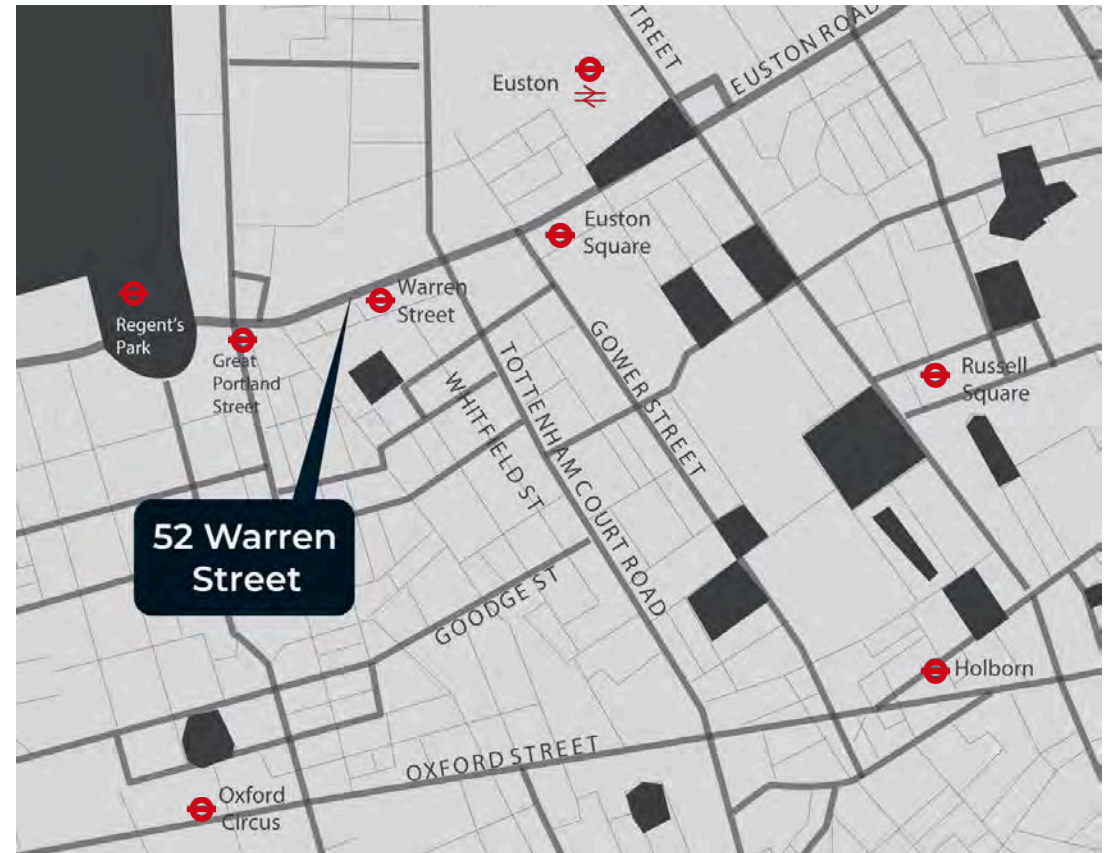 STREET
EUSTON ROAD
Euston
Euston
Square
Warren
Street
Regent's
Park
Great
Portland
Street
Russell
Square
TOTTENHAM COURT ROAD
GOWER STREET
WHITFIELD ST
52 Warren
Street
GOODGE ST
Holborn
OXFORD STREET
Oxford
Circus